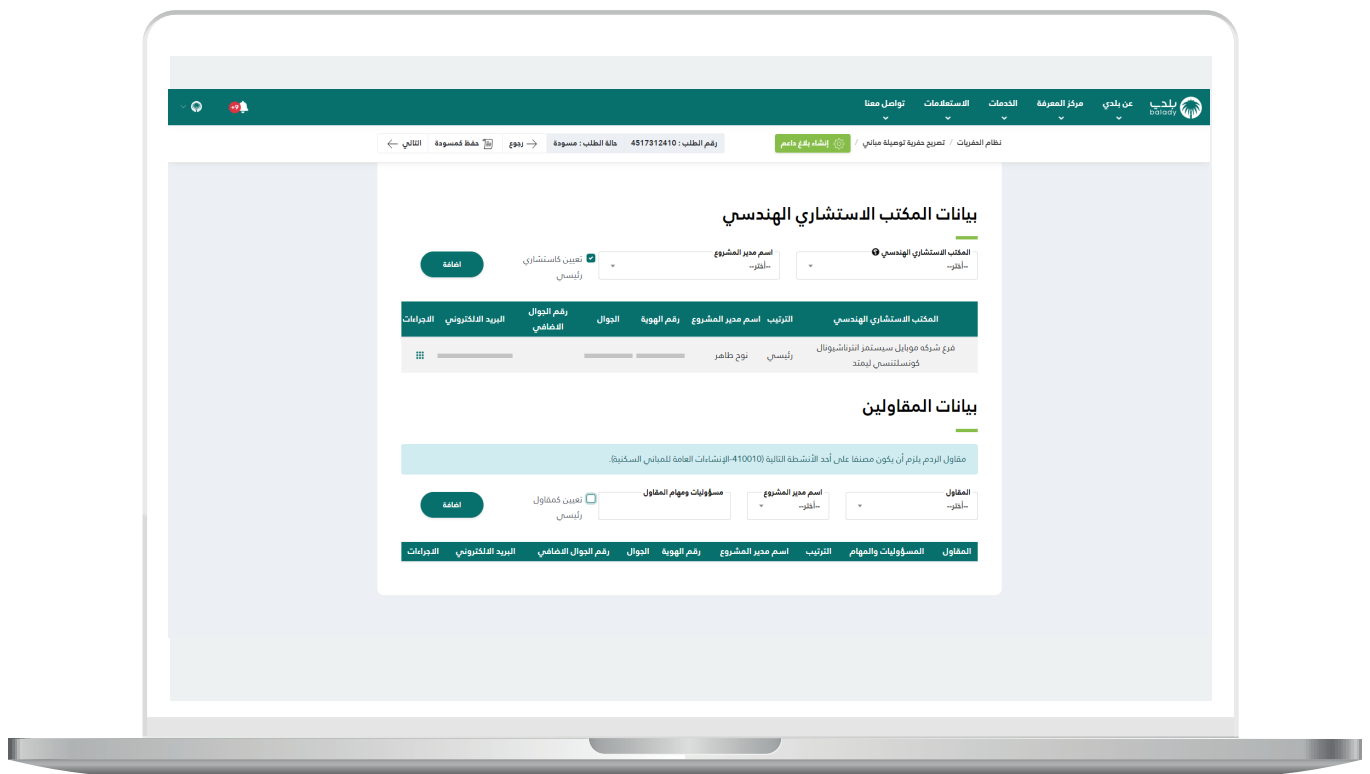 بلدي
balady
عن بلدي
مركز المعرفة
الخدمات
الاستعلامات
تواصل معنا
+9
نظام الحفريات / تصريح حفرية توصيلة مباني /
إنشاء بلاغ داعم
رقم الطلب : 4517312410
حالة الطلب : مسودة
رجوع
حفظ كمسودة
التالي
بيانات المكتب الاستشاري الهندسي
المكتب الاستشاري الهندسي
--أختر--
اسم مدير المشروع
--أختر--
تعيين كاستشاري
رئيسي
اضافة
المكتب الاستشاري الهندسي
الترتيب
اسم مدير المشروع
رقم الهوية
الجوال
رقم الجوال
الاضافي
البريد الالكتروني
الاجراءات
فرع شركه موبايل سيستمز انترناشيونال
كونسلتنسي ليمتد
رئيسي
نوح طاهر
بيانات المقاولين
مقاول الردم يلزم أن يكون مصنفا على أحد الأنشطة التالية (410010-الإنشاءات العامة للمباني السكنية).
المقاول
--أختر--
اسم مدير المشروع
--أختر--
مسؤوليات ومهام المقاول
تعيين كمقاول
رئيسي
اضافة
المقاول
المسؤوليات والمهام
الترتيب
اسم مدير المشروع
رقم الهوية
الجوال
رقم الجوال الاضافي
البريد الالكتروني
الاجراءات